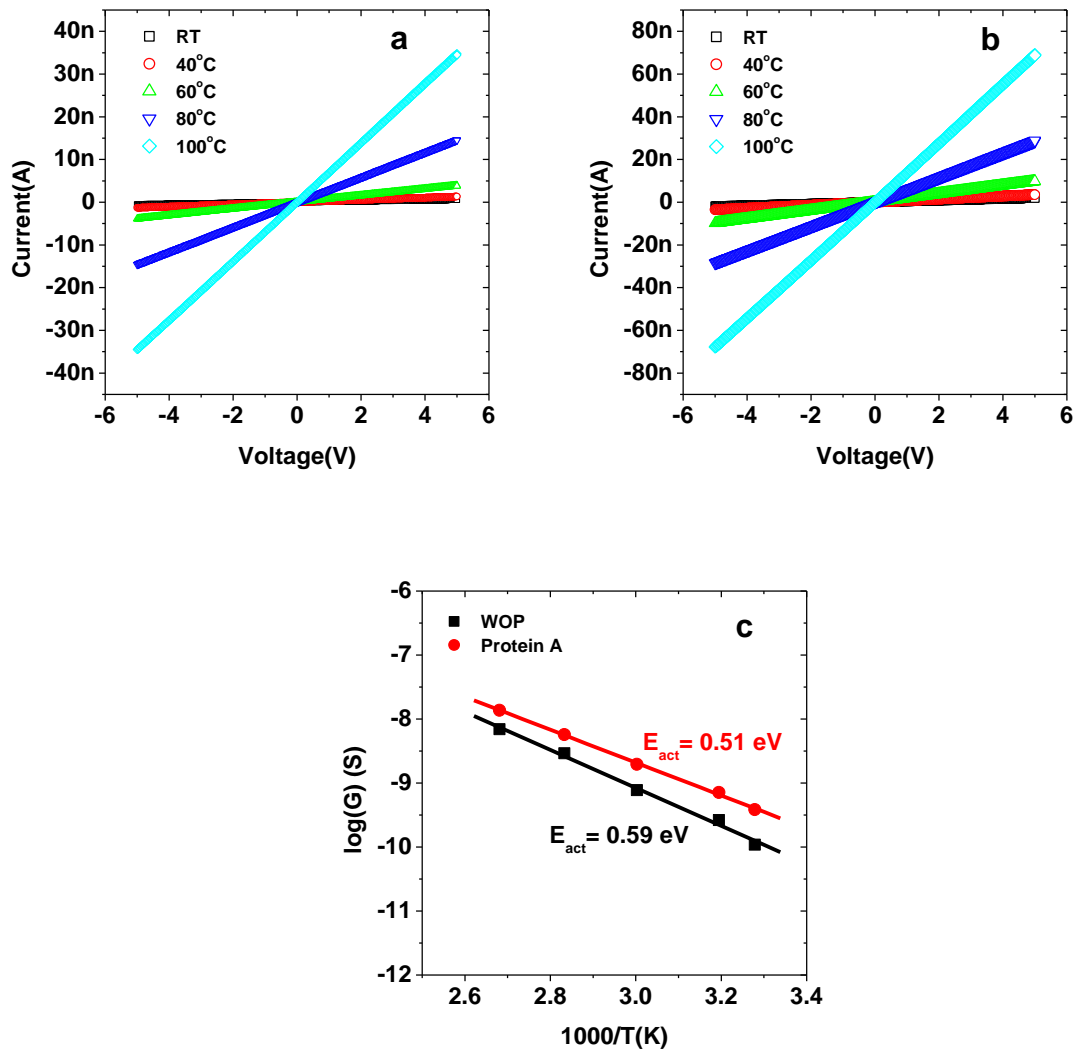 a
RT
40°C
60°C
80°C
100°C
40n
30n
20n
10n
0
-10n
-20n
-30n
-40n
Current(A)
-6 -4 -2 0 2 4 6
Voltage(V)
b
RT
40°C
60°C
80°C
100°C
80n
60n
40n
20n
0
-20n
-40n
-60n
-80n
Current(A)
-6 -4 -2 0 2 4 6
Voltage(V)
c
WOP
Protein A
-6
-7
-8
-9
-10
-11
-12
log(G) (S)
E_act= 0.51 eV
E_act= 0.59 eV
2.6 2.8 3.0 3.2 3.4
1000/T(K)